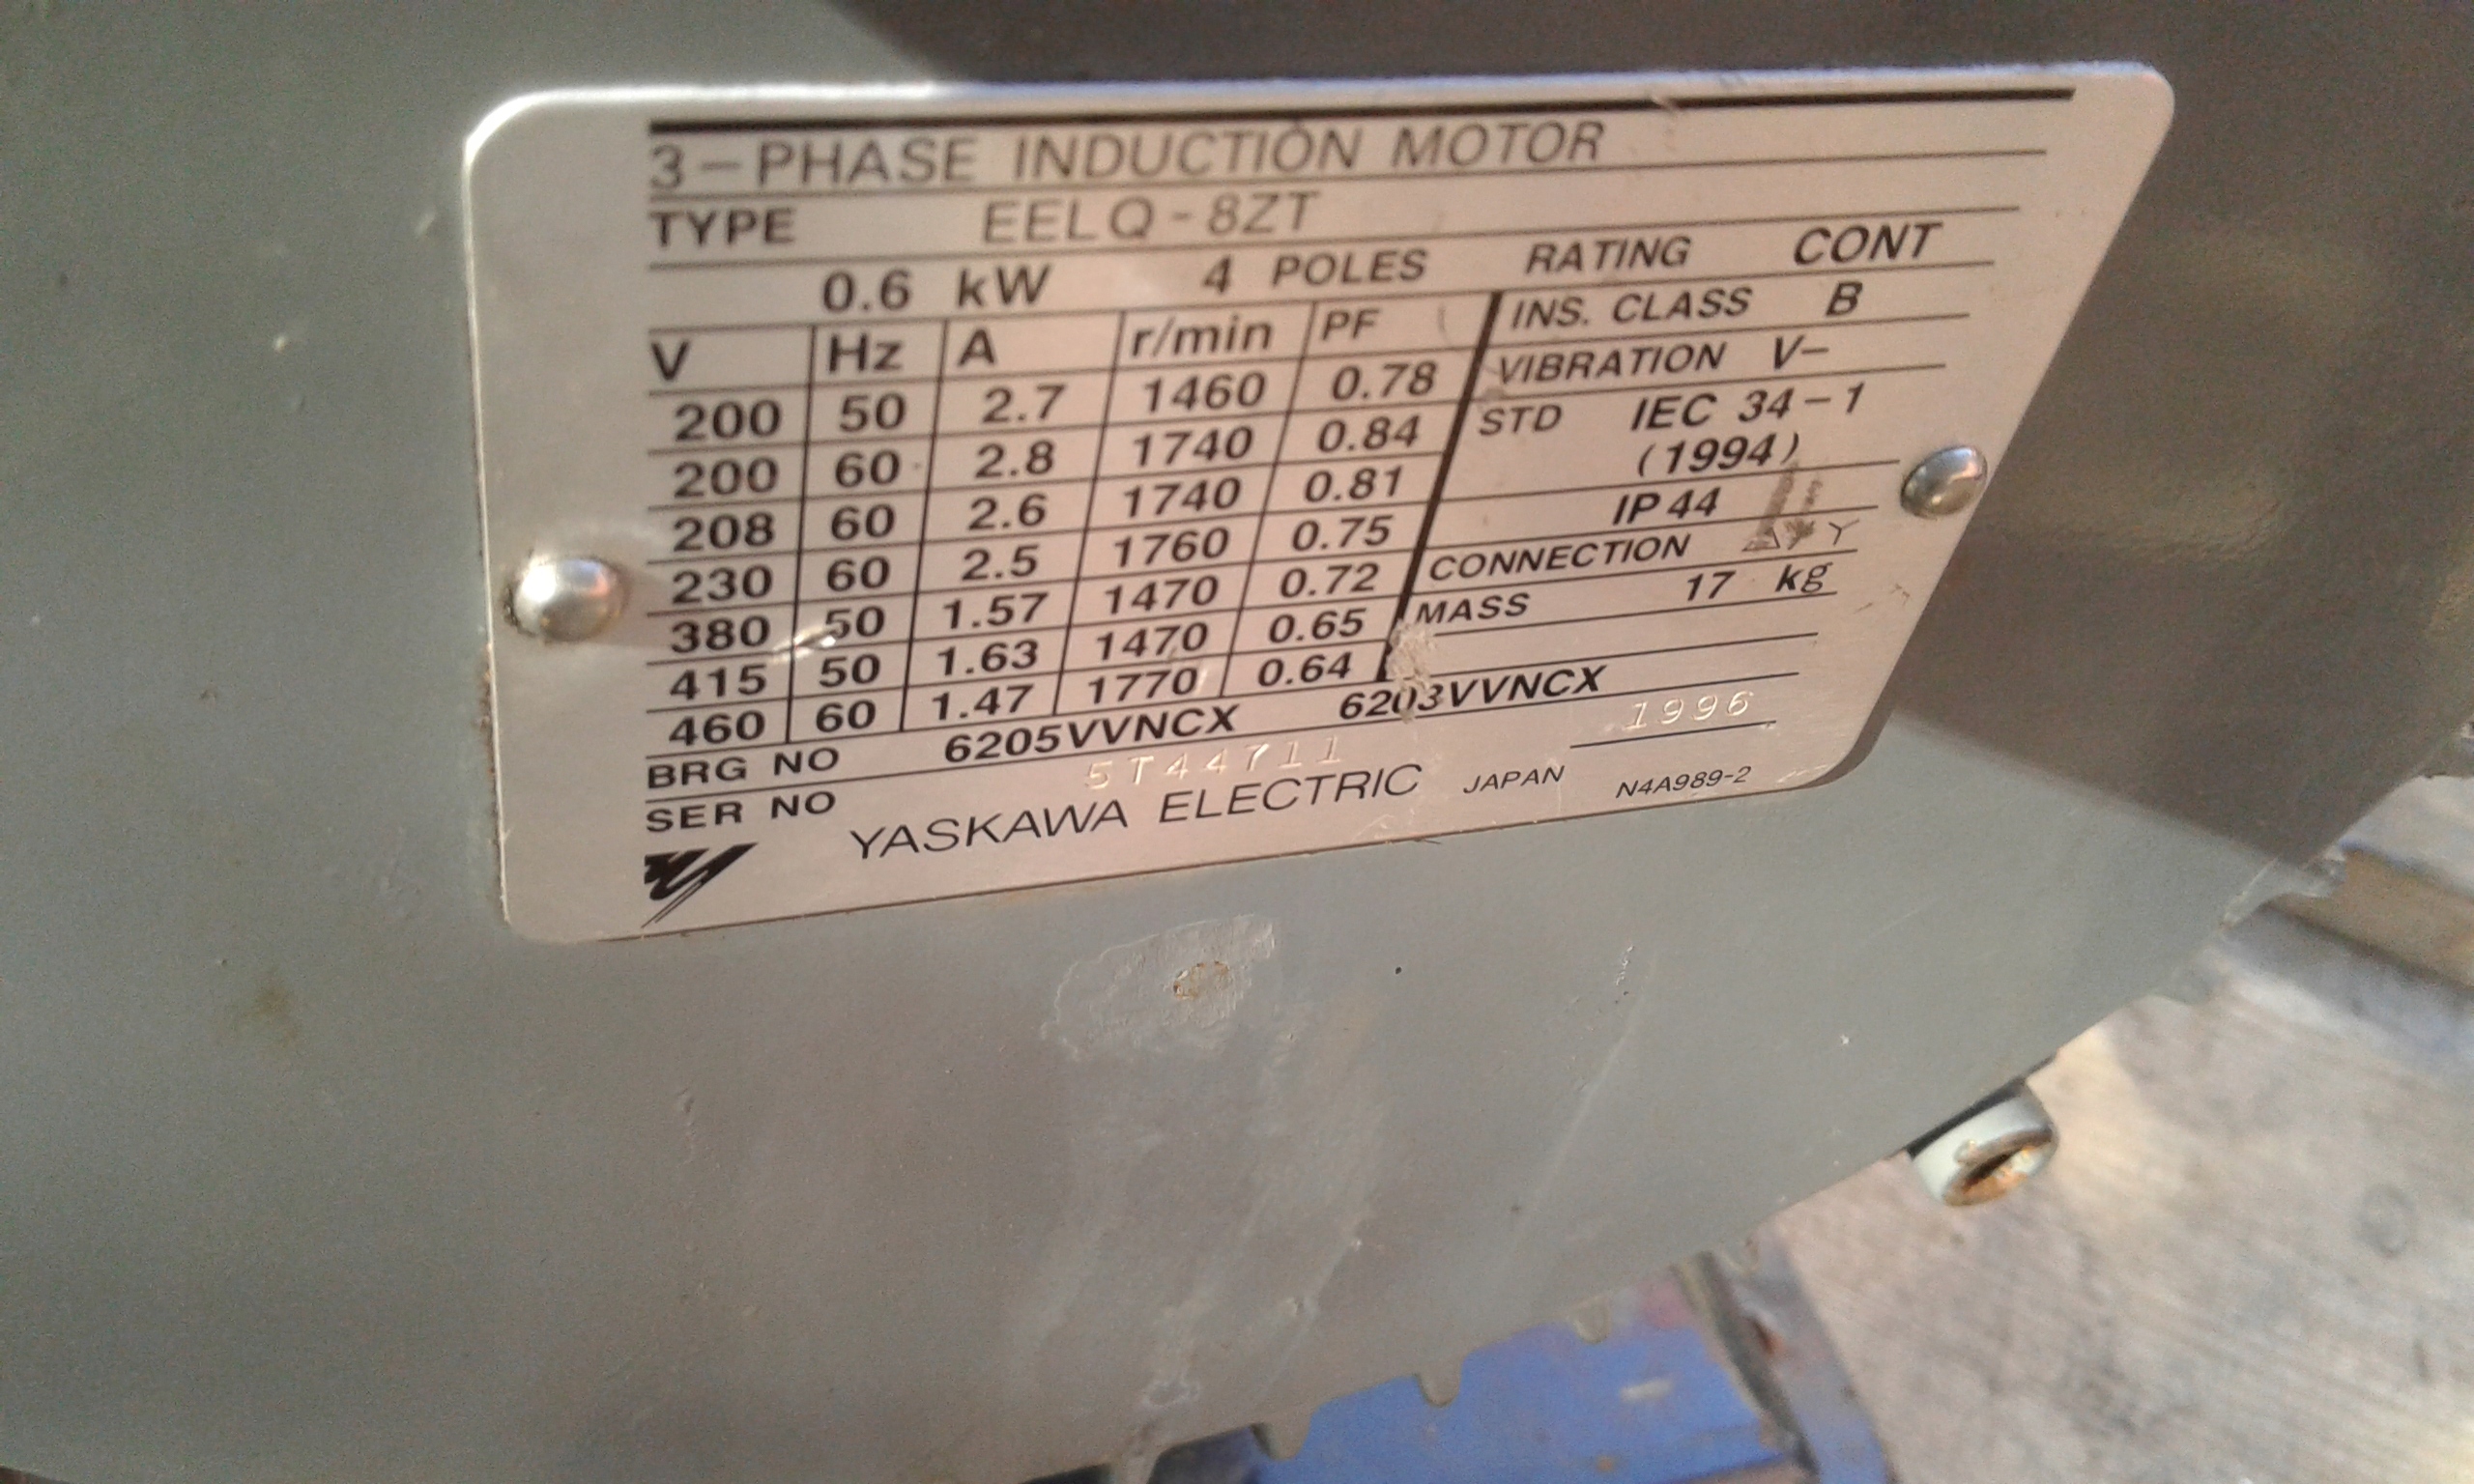 3-PHASE INDUCTION MOTOR
TYPE EELQ-8ZT
0.6 kW 4 POLES RATING CONT
V Hz A r/min PF INS. CLASS B
200 50 2.7 1460 0.78 VIBRATION V-
200 60 2.8 1740 0.84 STD IEC 34-1
208 60 2.6 1740 0.81 (1994)
230 60 2.5 1760 0.75 IP44
380 50 1.57 1470 0.72 CONNECTION Y
415 50 1.63 1470 0.65 MASS 17 kg
460 60 1.47 1770 0.64
BRG NO 6205VVNCX 6203VVNCX
SER NO 5T44711 1996
YASKAWA ELECTRIC JAPAN N4A989-2